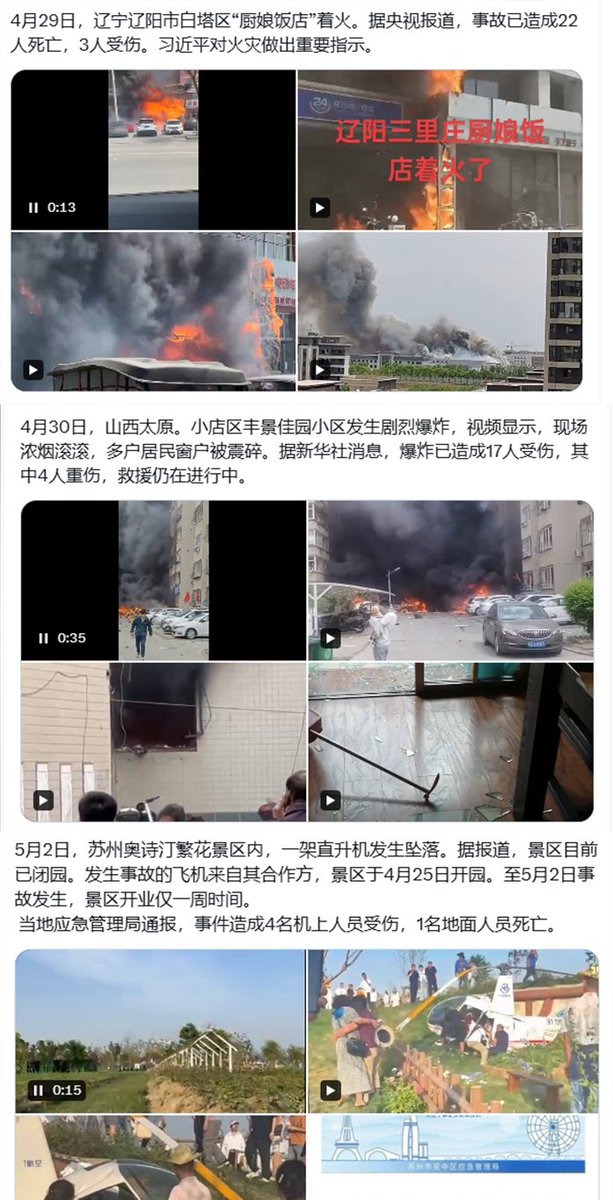 4月29日，辽宁辽阳市白塔区“厨娘饭店”着火。据央视报道，事故已造成22
人死亡，3人受伤。习近平对火灾做出重要指示。
0:13
24
辽阳三里庄厨娘饭
店着火了
4月30日，山西太原。小店区丰景佳园小区发生剧烈爆炸，视频显示，现场
浓烟滚滚，多户居民窗户被震碎。据新华社消息，爆炸已造成17人受伤，其
中4人重伤，救援仍在进行中。
0:35
5月2日，苏州奥诗汀繁花景区内，一架直升机发生坠落。据报道，景区目前
已闭园。发生事故的飞机来自其合作方，景区于4月25日开园。至5月2日事
故发生，景区开业仅一周时间。
当地应急管理局通报，事件造成4名机上人员受伤，1名地面人员死亡。
0:15
苏州市吴中区应急管理局